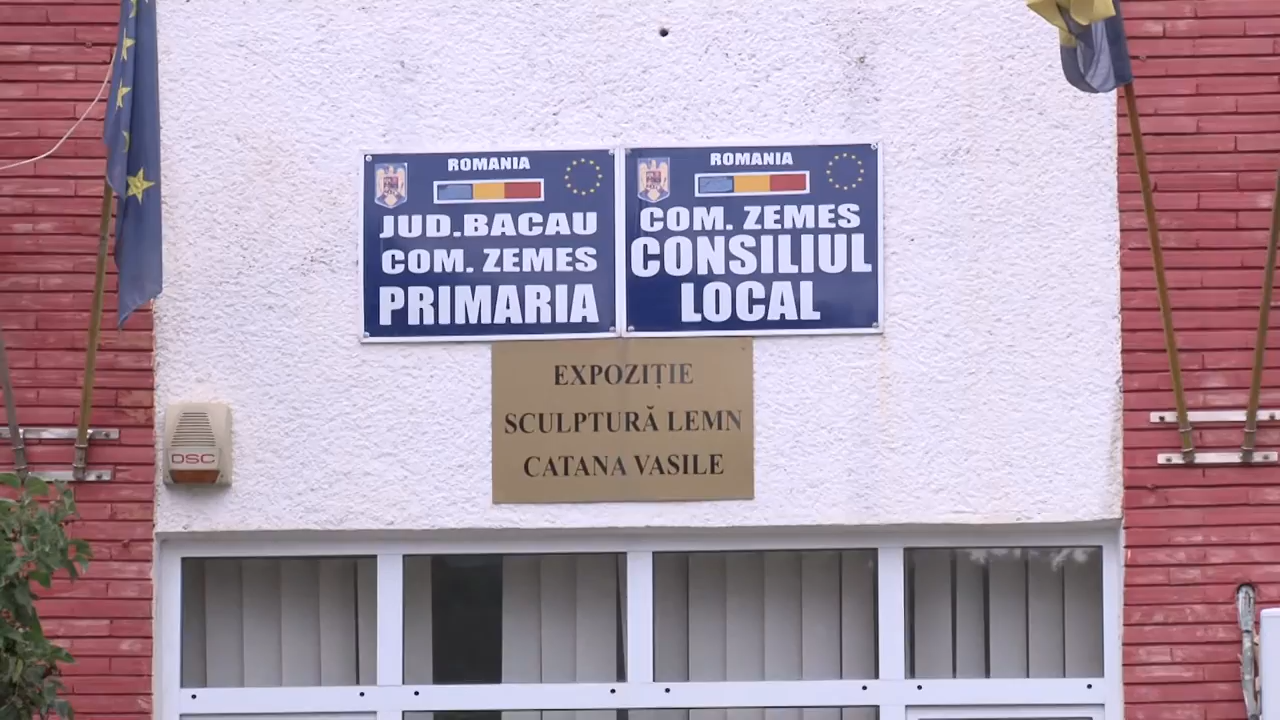 ROMANIA
JUD.BACAU
COM. ZEMES
PRIMARIA
ROMANIA
COM. ZEMES
CONSILIUL
LOCAL
EXPOZIȚIE
SCULPTURĂ LEMN
CATANA VASILE
DSC